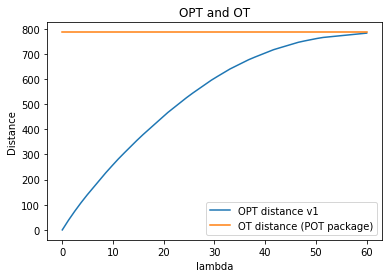 OPT and OT
800
700
600
500
400
300
200
100
0
Distance
0 10 20 30 40 50 60
lambda
OPT distance v1
OT distance (POT package)